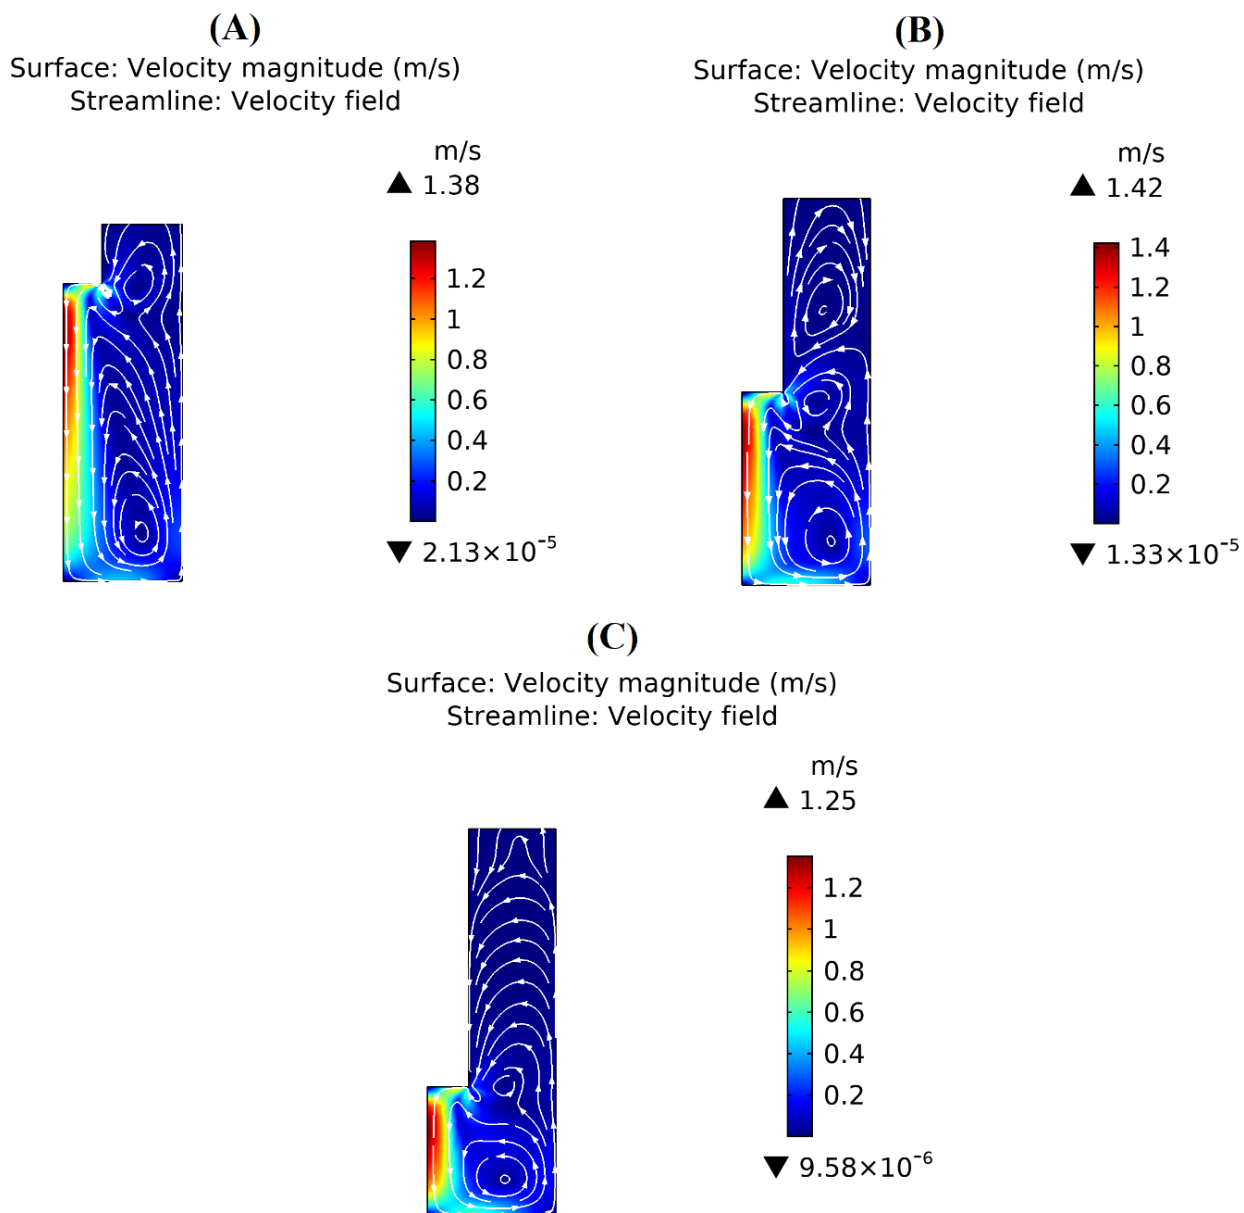 (A)
Surface: Velocity magnitude (m/s)
Streamline: Velocity field
m/s
▲ 1.38
1.2
1
0.8
0.6
0.4
0.2
▼ 2.13×10⁻⁵
(B)
Surface: Velocity magnitude (m/s)
Streamline: Velocity field
m/s
▲ 1.42
1.4
1.2
1
0.8
0.6
0.4
0.2
▼ 1.33×10⁻⁵
(C)
Surface: Velocity magnitude (m/s)
Streamline: Velocity field
m/s
▲ 1.25
1.2
1
0.8
0.6
0.4
0.2
▼ 9.58×10⁻⁶